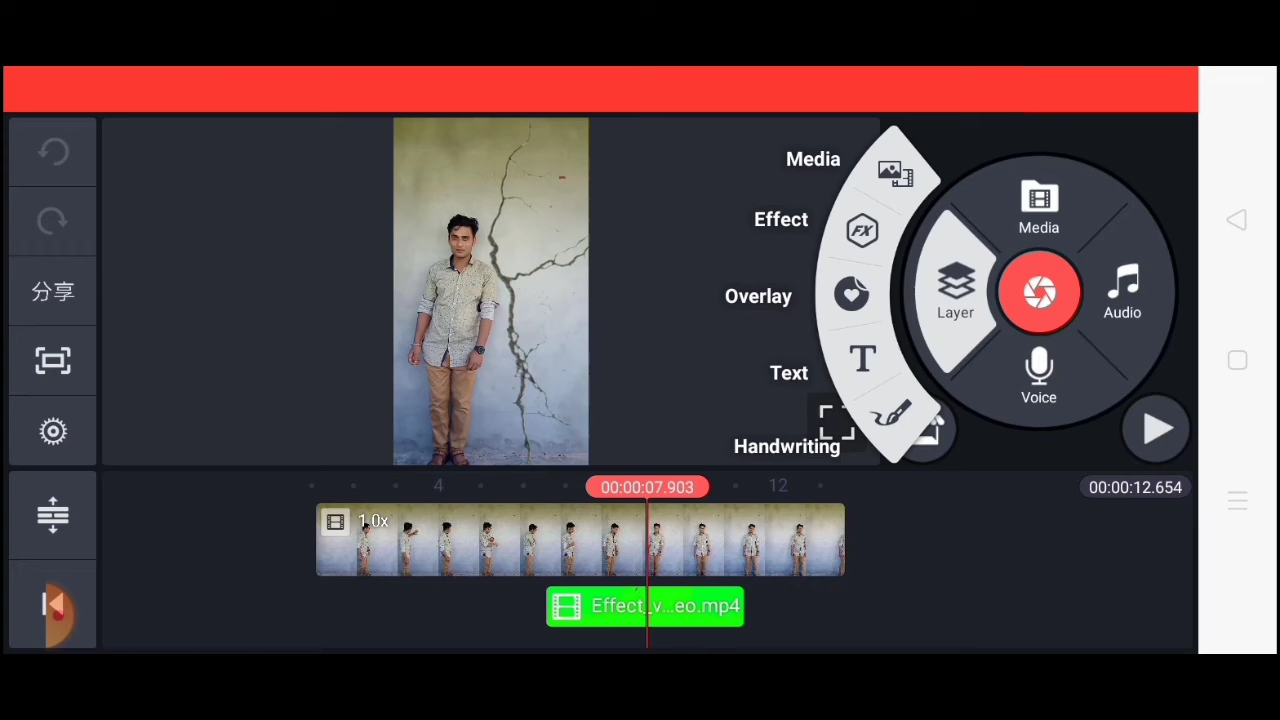 Media
Effect
Overlay
Text
Handwriting
FX
T
Media
Layer
Audio
Voice
分享
4
00:00:07.903
12
00:00:12.654
1.0x
Effect_v...eo.mp4